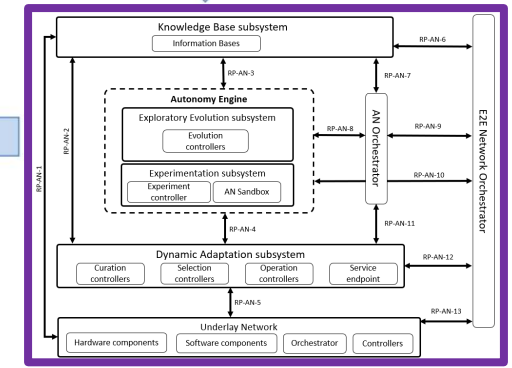 Knowledge Base subsystem
Information Bases
RP-AN-6
RP-AN-3
RP-AN-7
Autonomy Engine
Exploratory Evolution subsystem
Evolution
controllers
RP-AN-8
AN Orchestrator
RP-AN-9
E2E Network Orchestrator
RP-AN-2
RP-AN-1
Experimentation subsystem
Experiment
controller
AN Sandbox
RP-AN-10
RP-AN-4
RP-AN-11
Dynamic Adaptation subsystem
RP-AN-12
Curation
controllers
Selection
controllers
Operation
controllers
Service
endpoint
RP-AN-5
RP-AN-13
Underlay Network
Hardware components
Software components
Orchestrator
Controllers